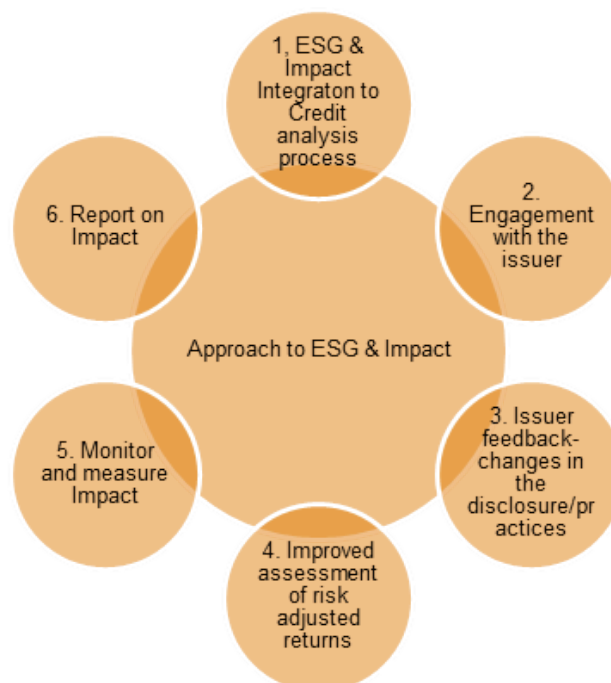 1, ESG &
Impact
Integraton to
Credit
analysis
process
2.
Engagement
with the
issuer
3. Issuer
feedback-
changes in
the
disclosure/pr
actices
4. Improved
assessment
of risk
adjusted
returns
5. Monitor
and measure
Impact
6. Report on
Impact
Approach to ESG & Impact